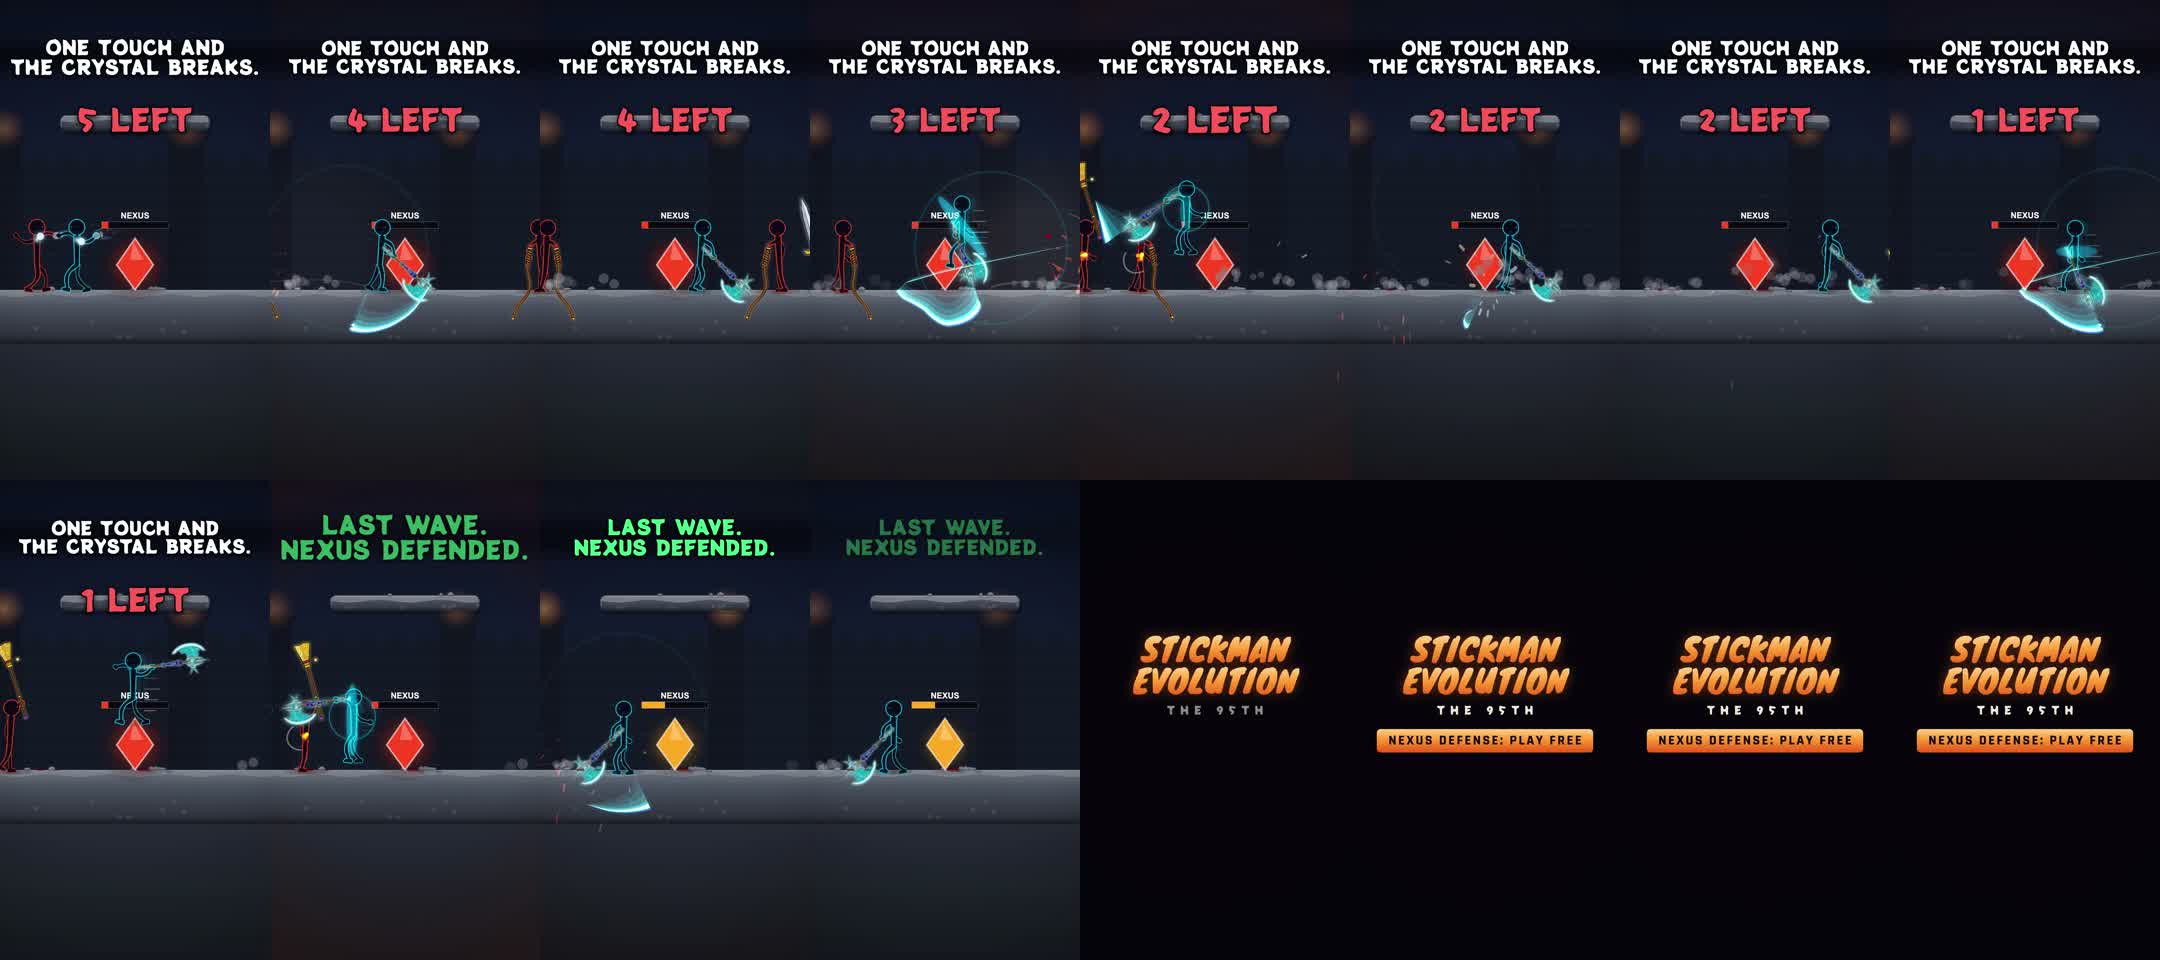 ONE TOUCH AND
THE CRYSTAL BREAKS.
5 LEFT
NEXUS
ONE TOUCH AND
THE CRYSTAL BREAKS.
4 LEFT
NEXUS
ONE TOUCH AND
THE CRYSTAL BREAKS.
4 LEFT
NEXUS
ONE TOUCH AND
THE CRYSTAL BREAKS.
3 LEFT
NEXUS
ONE TOUCH AND
THE CRYSTAL BREAKS.
2 LEFT
NEXUS
ONE TOUCH AND
THE CRYSTAL BREAKS.
2 LEFT
NEXUS
ONE TOUCH AND
THE CRYSTAL BREAKS.
2 LEFT
NEXUS
ONE TOUCH AND
THE CRYSTAL BREAKS.
1 LEFT
NEXUS
ONE TOUCH AND
THE CRYSTAL BREAKS.
1 LEFT
NEXUS
LAST WAVE.
NEXUS DEFENDED.
NEXUS
LAST WAVE.
NEXUS DEFENDED.
NEXUS
LAST WAVE.
NEXUS DEFENDED.
NEXUS
STICKMAN
EVOLUTION
THE 95TH
STICKMAN
EVOLUTION
THE 95TH
NEXUS DEFENSE: PLAY FREE
STICKMAN
EVOLUTION
THE 95TH
NEXUS DEFENSE: PLAY FREE
STICKMAN
EVOLUTION
THE 95TH
NEXUS DEFENSE: PLAY FREE